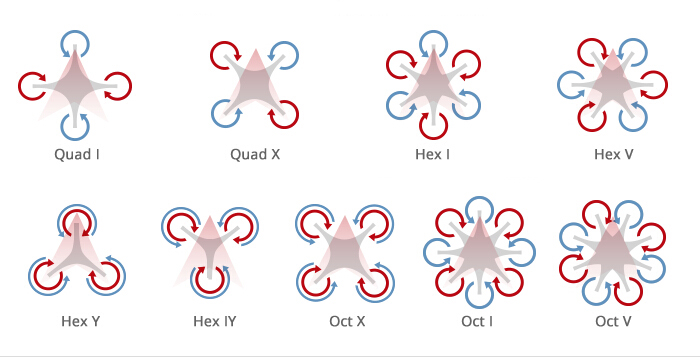 Quad I
Quad X
Hex I
Hex V
Hex Y
Hex IY
Oct X
Oct I
Oct V